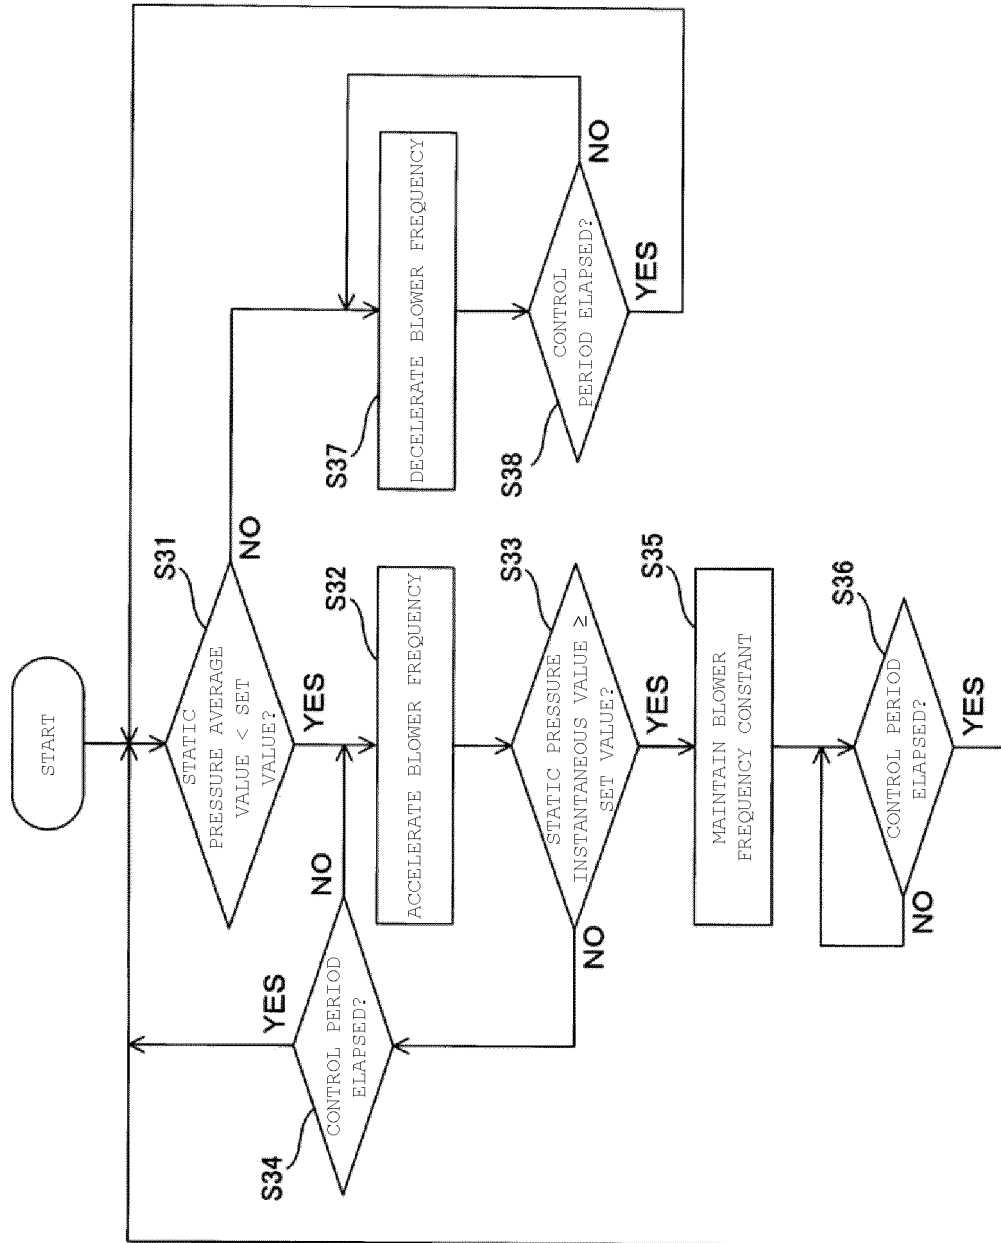 START
S31
STATIC
PRESSURE AVERAGE
VALUE < SET
VALUE?
NO
YES
S32
ACCELERATE BLOWER FREQUENCY
S33
STATIC PRESSURE
INSTANTANEOUS VALUE ≥
SET VALUE?
NO
YES
S34
CONTROL PERIOD
ELAPSED?
YES
NO
S35
MAINTAIN BLOWER
FREQUENCY CONSTANT
S36
CONTROL PERIOD
ELAPSED?
NO
YES
S37
DECELERATE BLOWER FREQUENCY
S38
CONTROL
PERIOD ELAPSED?
NO
YES